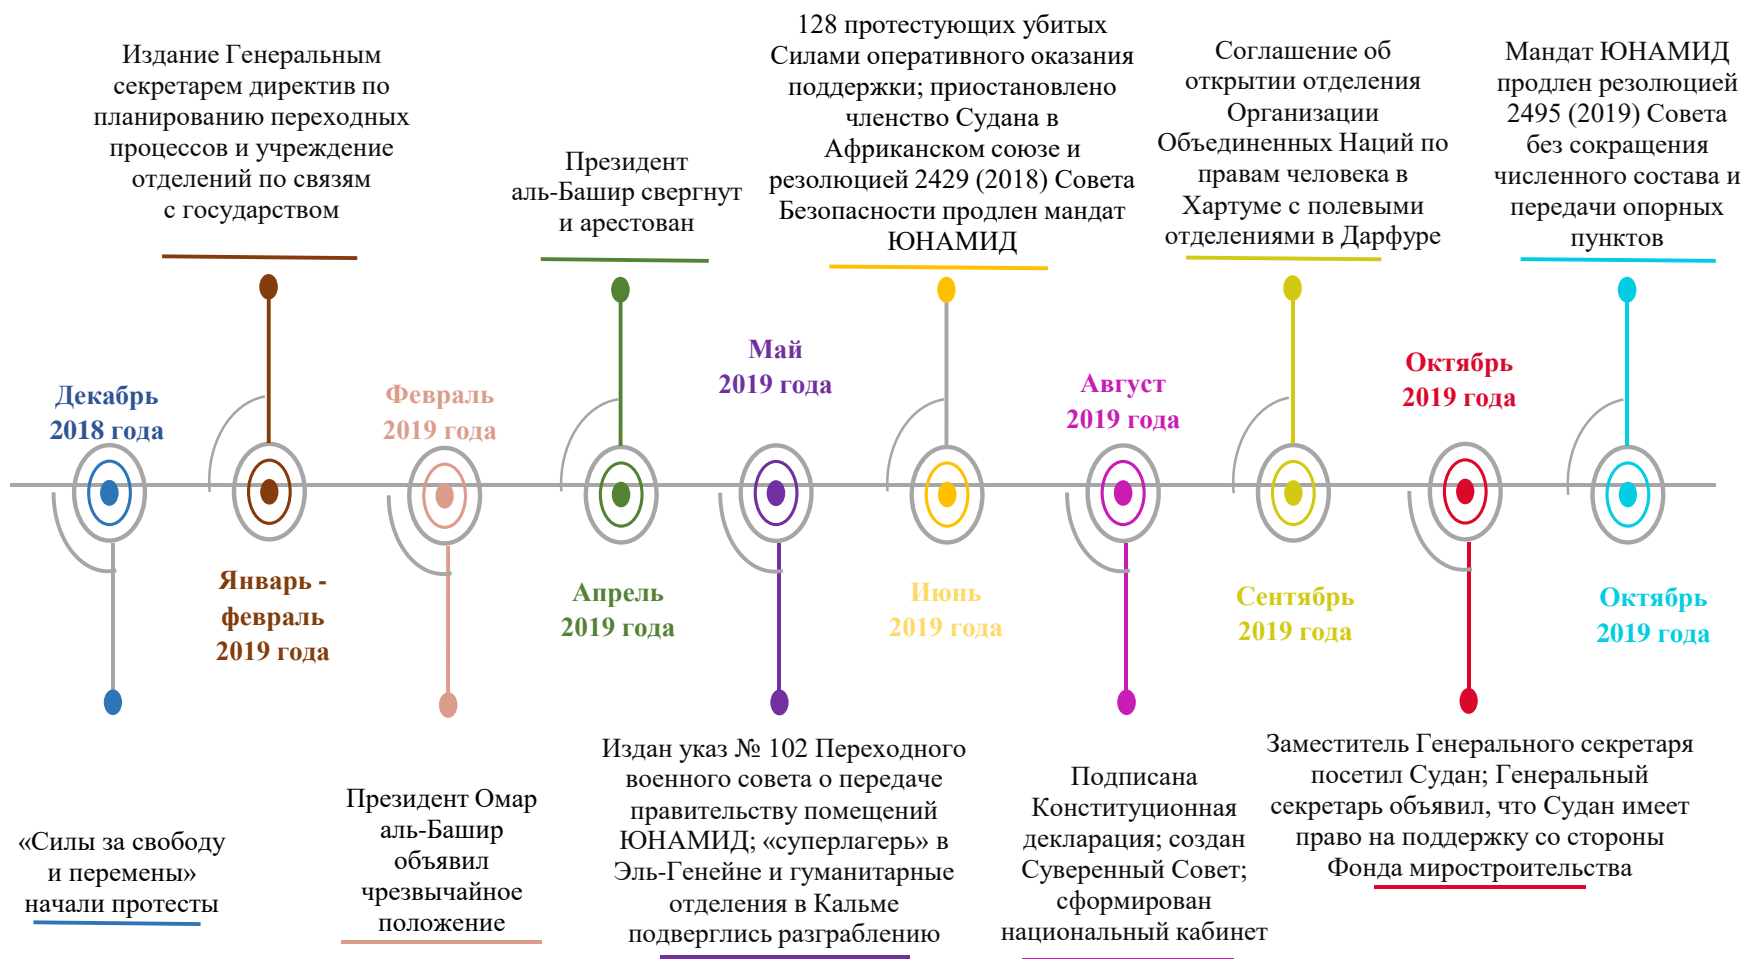 Издание Генеральным
секретарем директив по
планированию переходных
процессов и учреждение
отделений по связям
с государством
Президент
аль-Башир свергнут
и арестован
128 протестующих убитых
Силами оперативного оказания
поддержки; приостановлено
членство Судана в
Африканском союзе и
резолюцией 2429 (2018) Совета
Безопасности продлен мандат
ЮНАМИД
Соглашение об
открытии отделения
Организации
Объединенных Наций по
правам человека в
Хартуме с полевыми
отделениями в Дарфуре
Мандат ЮНАМИД
продлен резолюцией
2495 (2019) Совета
без сокращения
численного состава и
передачи опорных
пунктов
Декабрь
2018 года
Январь -
февраль
2019 года
Февраль
2019 года
Апрель
2019 года
Май
2019 года
Июнь
2019 года
Август
2019 года
Сентябрь
2019 года
Октябрь
2019 года
Октябрь
2019 года
«Силы за свободу
и перемены»
начали протесты
Президент Омар
аль-Башир
объявил
чрезвычайное
положение
Издан указ № 102 Переходного
военного совета о передаче
правительству помещений
ЮНАМИД; «суперлагерь» в
Эль-Генейне и гуманитарные
отделения в Кальме
подверглись разграблению
Подписана
Конституционная
декларация; создан
Суверенный Совет;
сформирован
национальный кабинет
Заместитель Генерального секретаря
посетил Судан; Генеральный
секретарь объявил, что Судан имеет
право на поддержку со стороны
Фонда миростроительства